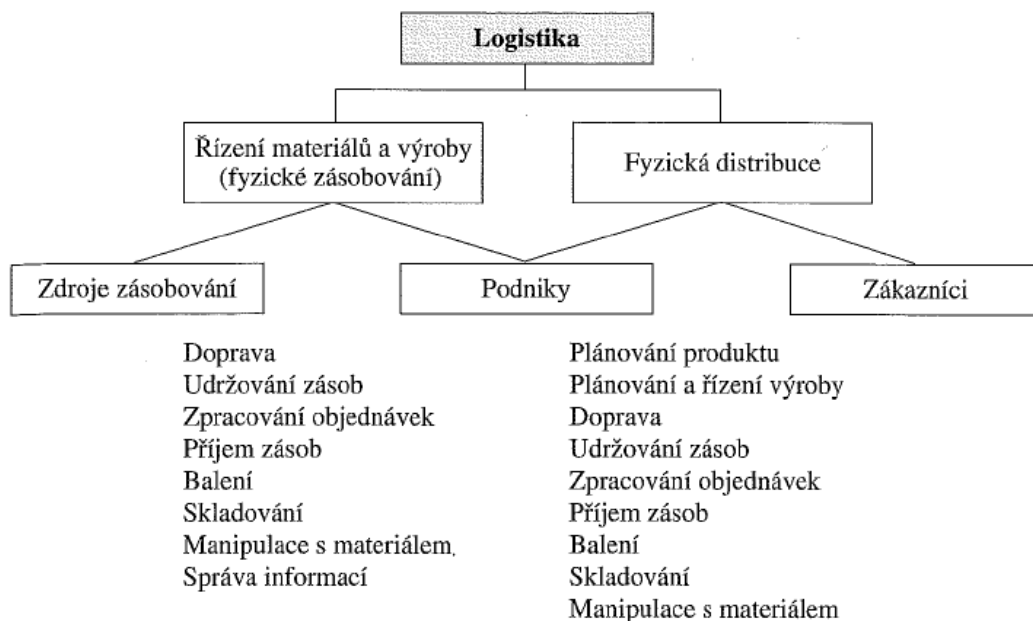 Logistika
Řízení materiálů a výroby
(fyzické zásobování)
Fyzická distribuce
Zdroje zásobování
Podniky
Zákazníci
Doprava
Udržování zásob
Zpracování objednávek
Příjem zásob
Balení
Skladování
Manipulace s materiálem.
Správa informací
Plánování produktu
Plánování a řízení výroby
Doprava
Udržování zásob
Zpracování objednávek
Příjem zásob
Balení
Skladování
Manipulace s materiálem